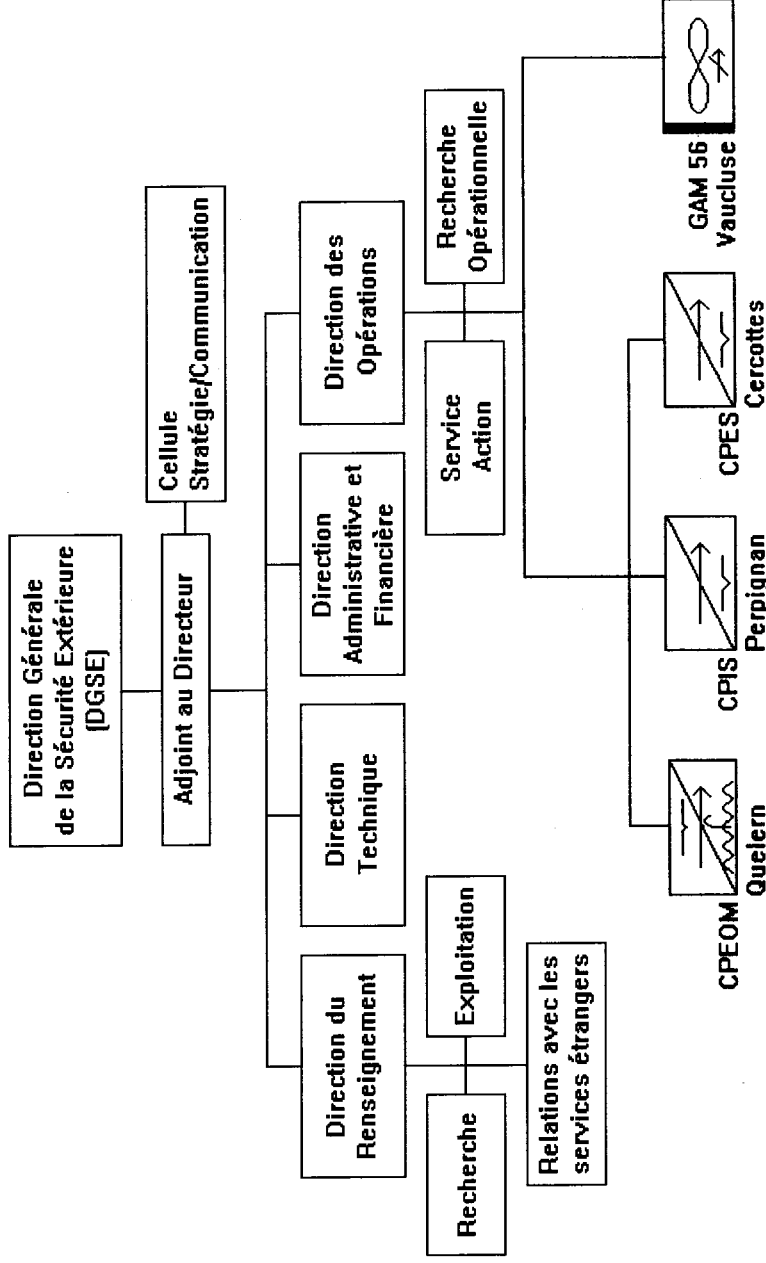 Direction Générale
de la Sécurité Extérieure
(DGSE)
Adjoint au Directeur
Cellule
Stratégie/Communication
Direction du
Renseignement
Direction
Technique
Direction
Administrative et
Financière
Direction des
Opérations
Recherche
Exploitation
Relations avec les
services étrangers
Service
Action
Recherche
Opérationnelle
CPEOM
Quelern
CPIS
Perpignan
CPES
Cercottes
GAM 56
Vaucluse